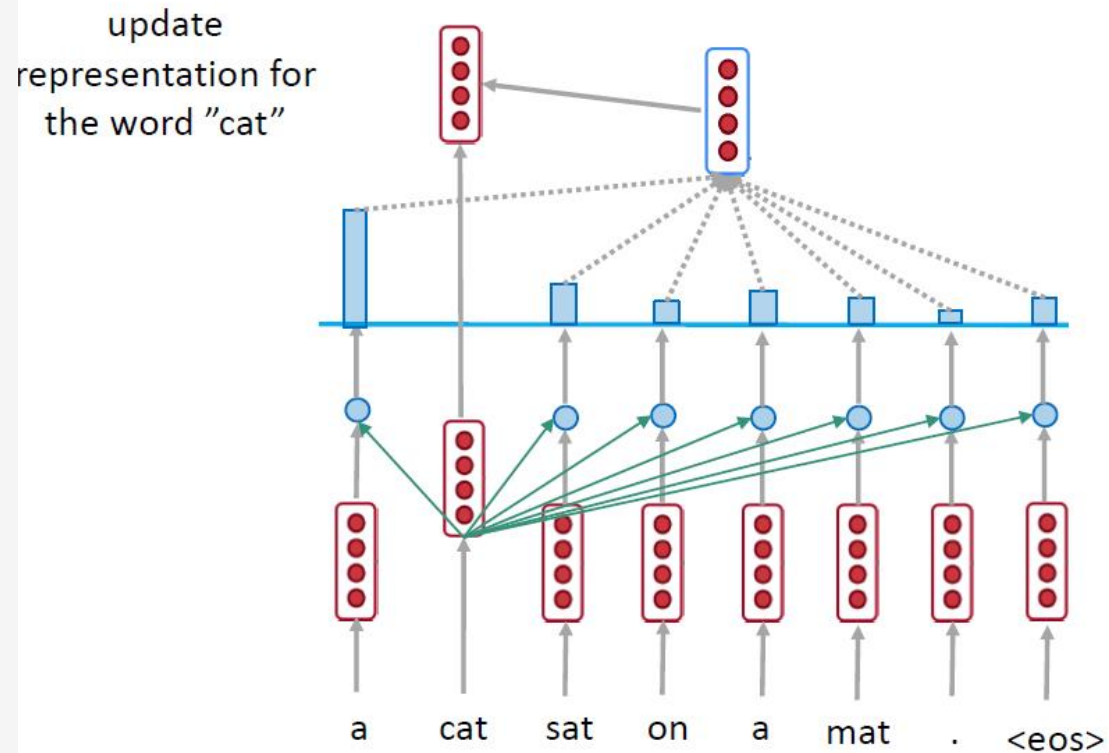 update
representation for
the word ”cat”
a cat sat on a mat . <eos>